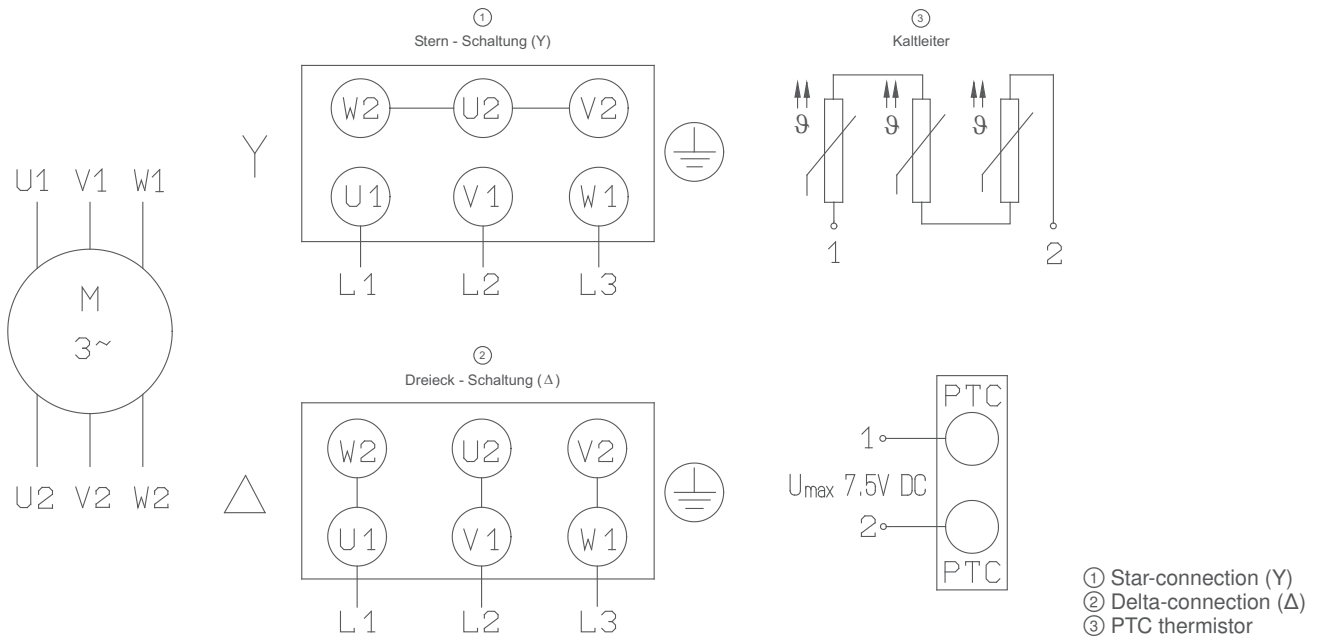 ①
Stern - Schaltung (Y)
W2 U2 V2
U1 V1 W1
L1 L2 L3
Y
U1 V1 W1
M
3~
U2 V2 W2
②
Dreieck - Schaltung (Δ)
W2 U2 V2
U1 V1 W1
L1 L2 L3
Δ
③
Kaltleiter
ϑ ϑ ϑ
1 2
PTC
1
Umax 7.5V DC
2
PTC
① Star-connection (Y)
② Delta-connection (Δ)
③ PTC thermistor